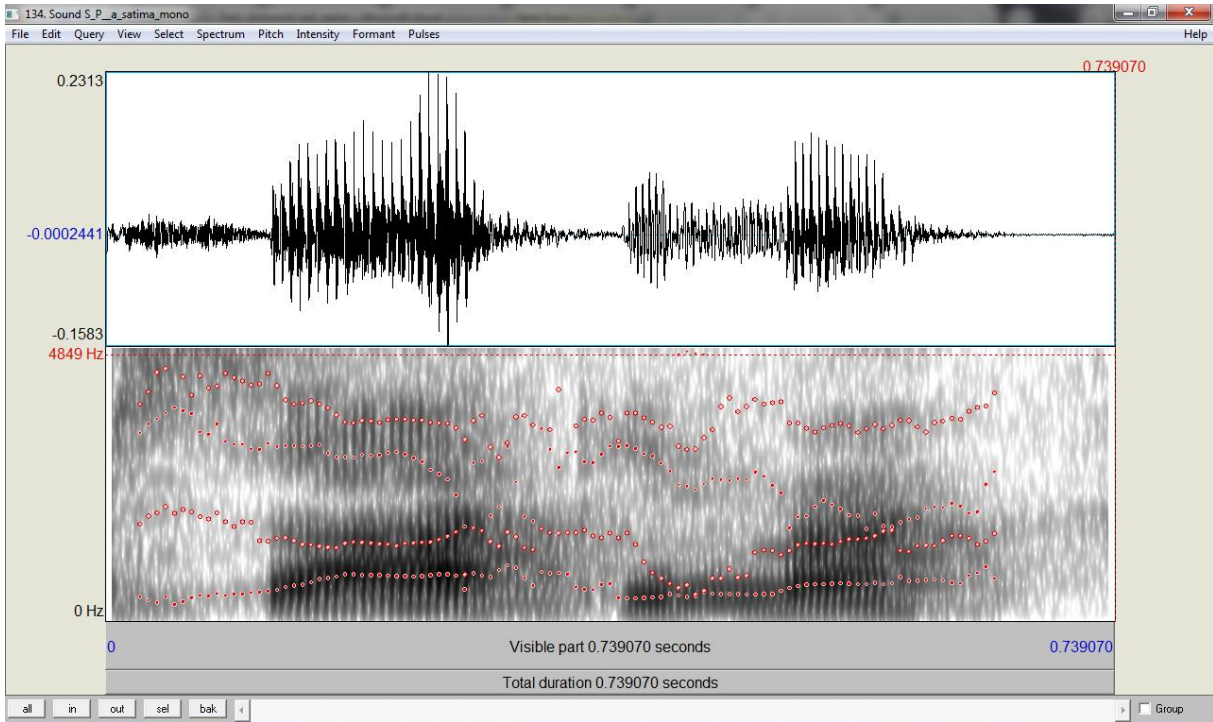 134. Sound S_P__a_satima_mono
File Edit Query View Select Spectrum Pitch Intensity Formant Pulses Help
0.739070
0.2313
-0.0002441
-0.1583
4849 Hz
0 Hz
0 Visible part 0.739070 seconds 0.739070
Total duration 0.739070 seconds
all in out sel bak Group